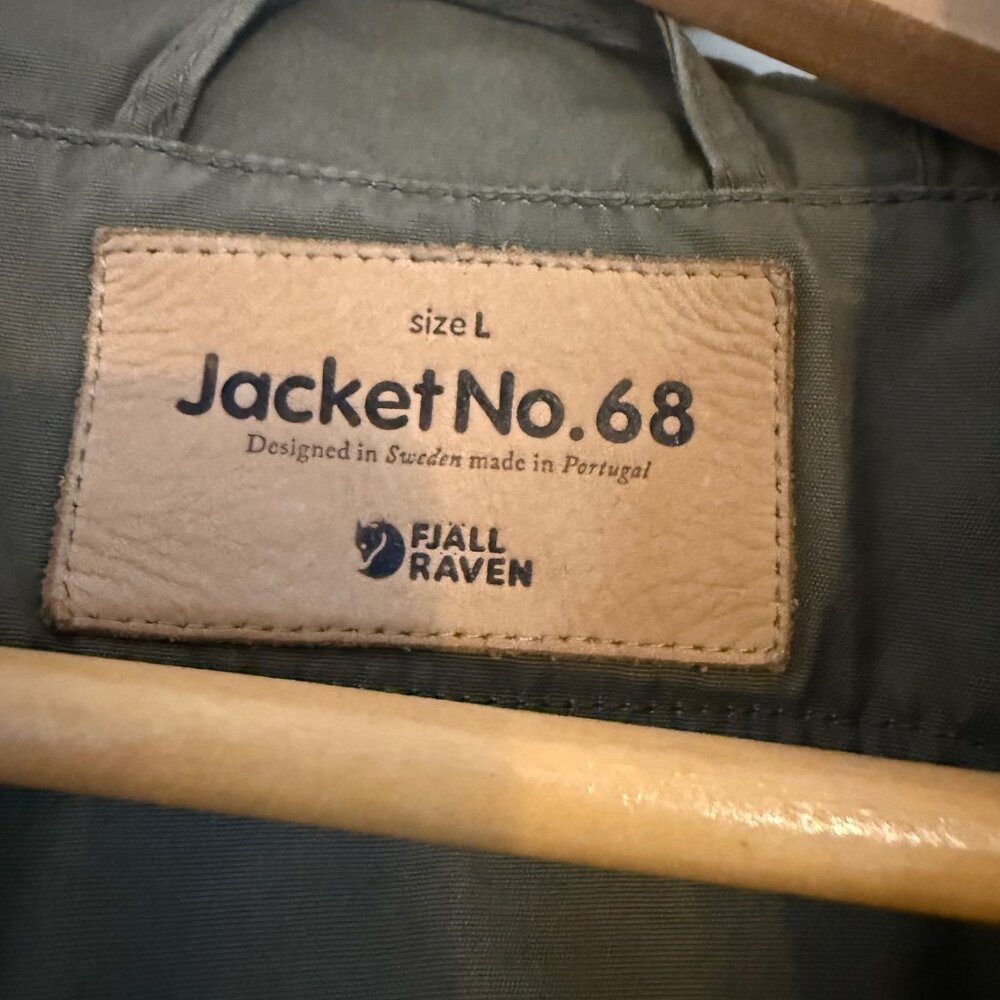 size L
Jacket No. 68
Designed in Sweden made in Portugal
FJÄLL
RÄVEN